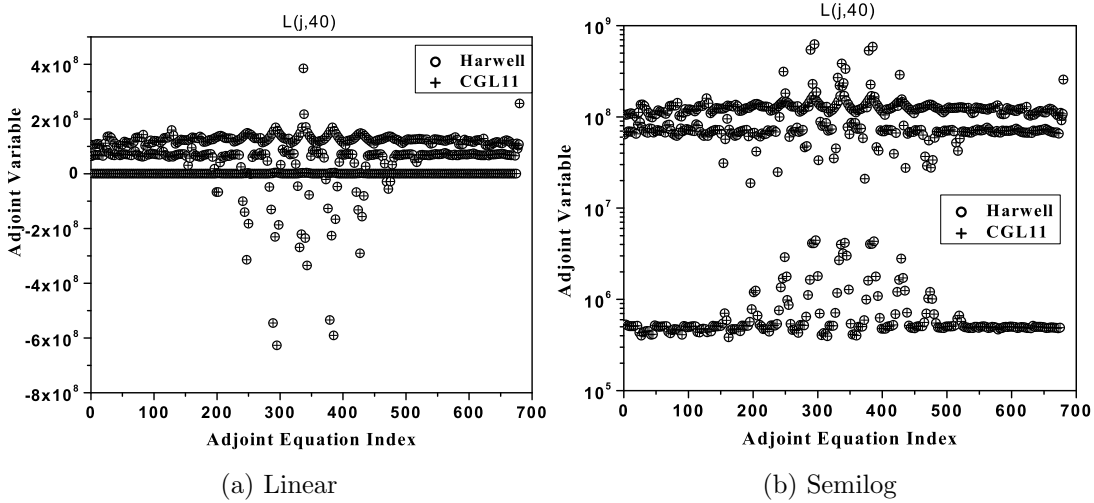 L(j,40)
Adjoint Variable
4x10⁸
2x10⁸
0
-2x10⁸
-4x10⁸
-6x10⁸
-8x10⁸
Harwell
CGL11
0 100 200 300 400 500 600 700
Adjoint Equation Index
(a) Linear
L(j,40)
Adjoint Variable
10⁹
10⁸
10⁷
10⁶
10⁵
Harwell
CGL11
0 100 200 300 400 500 600 700
Adjoint Equation Index
(b) Semilog